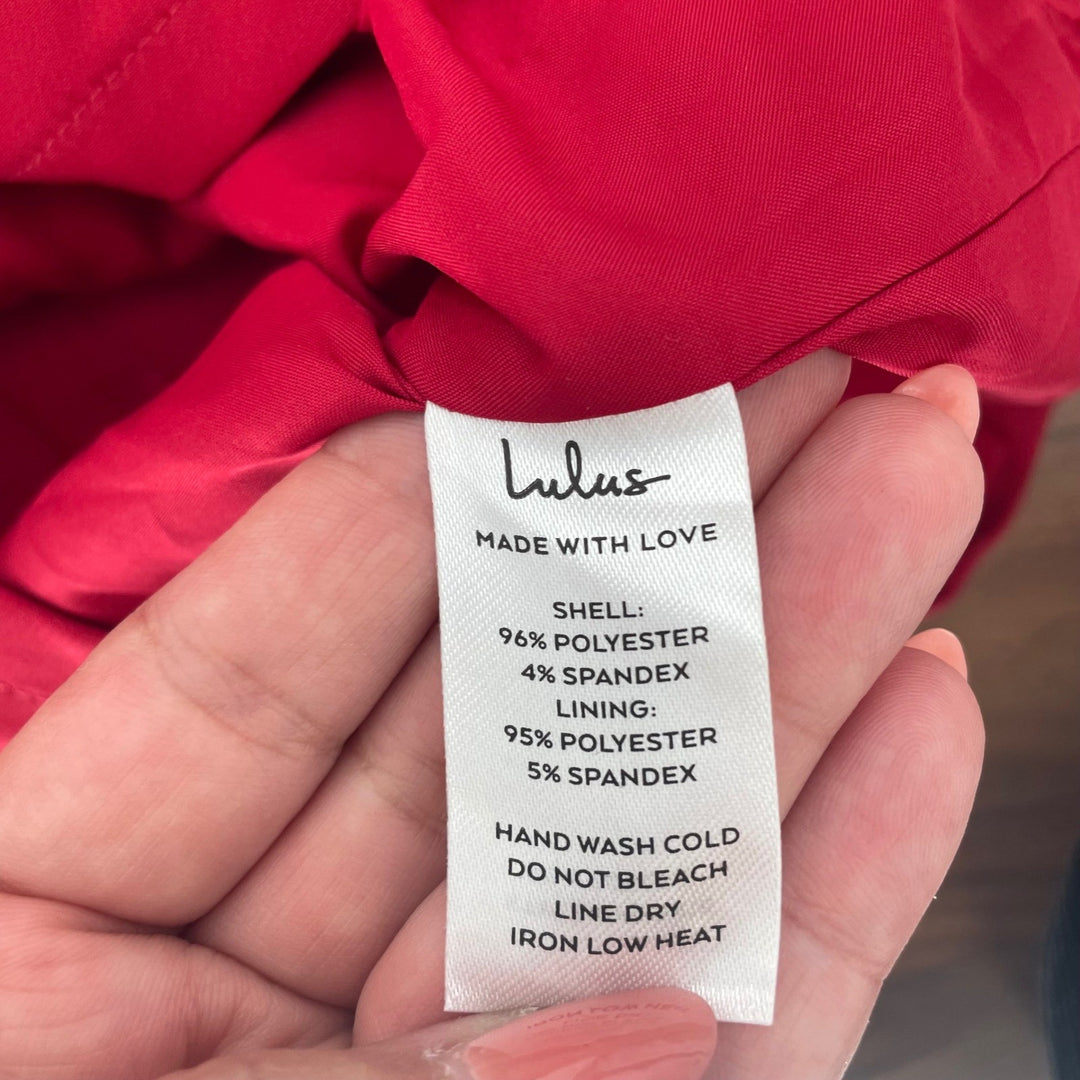 Lulus
MADE WITH LOVE
SHELL:
96% POLYESTER
4% SPANDEX
LINING:
95% POLYESTER
5% SPANDEX
HAND WASH COLD
DO NOT BLEACH
LINE DRY
IRON LOW HEAT